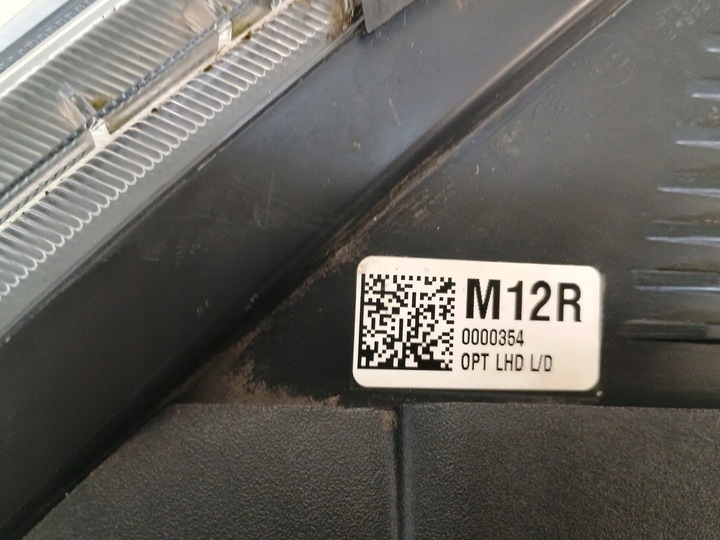 M12R
0000354
OPT LHD L/D